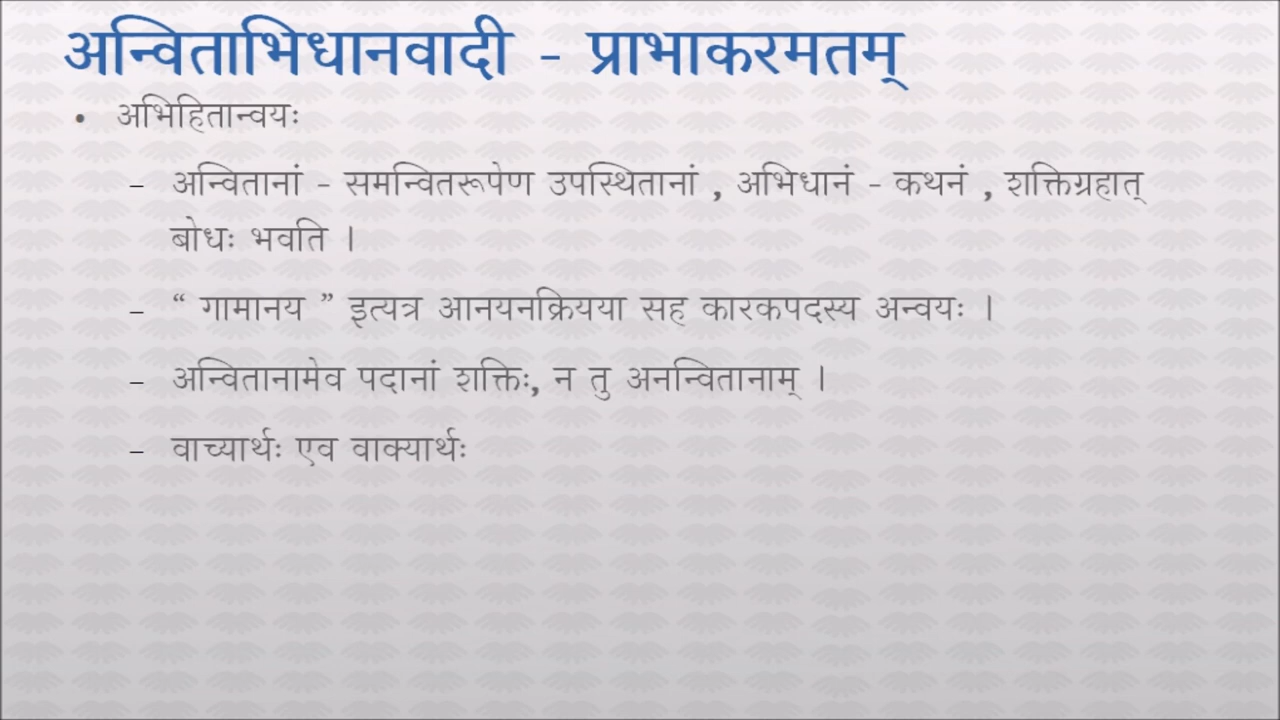 अन्विताभिधानवादी - प्राभाकरमतम्
• अभिहितान्वयः
– अन्वितानां - समन्वितरूपेण उपस्थितानां , अभिधानं - कथनं , शक्तिग्रहात्
बोधः भवति ।
– “ गामानय ” इत्यत्र आनयनक्रियया सह कारकपदस्य अन्वयः ।
– अन्वितानामेव पदानां शक्तिः, न तु अनन्वितानाम् ।
– वाच्यार्थः एव वाक्यार्थः